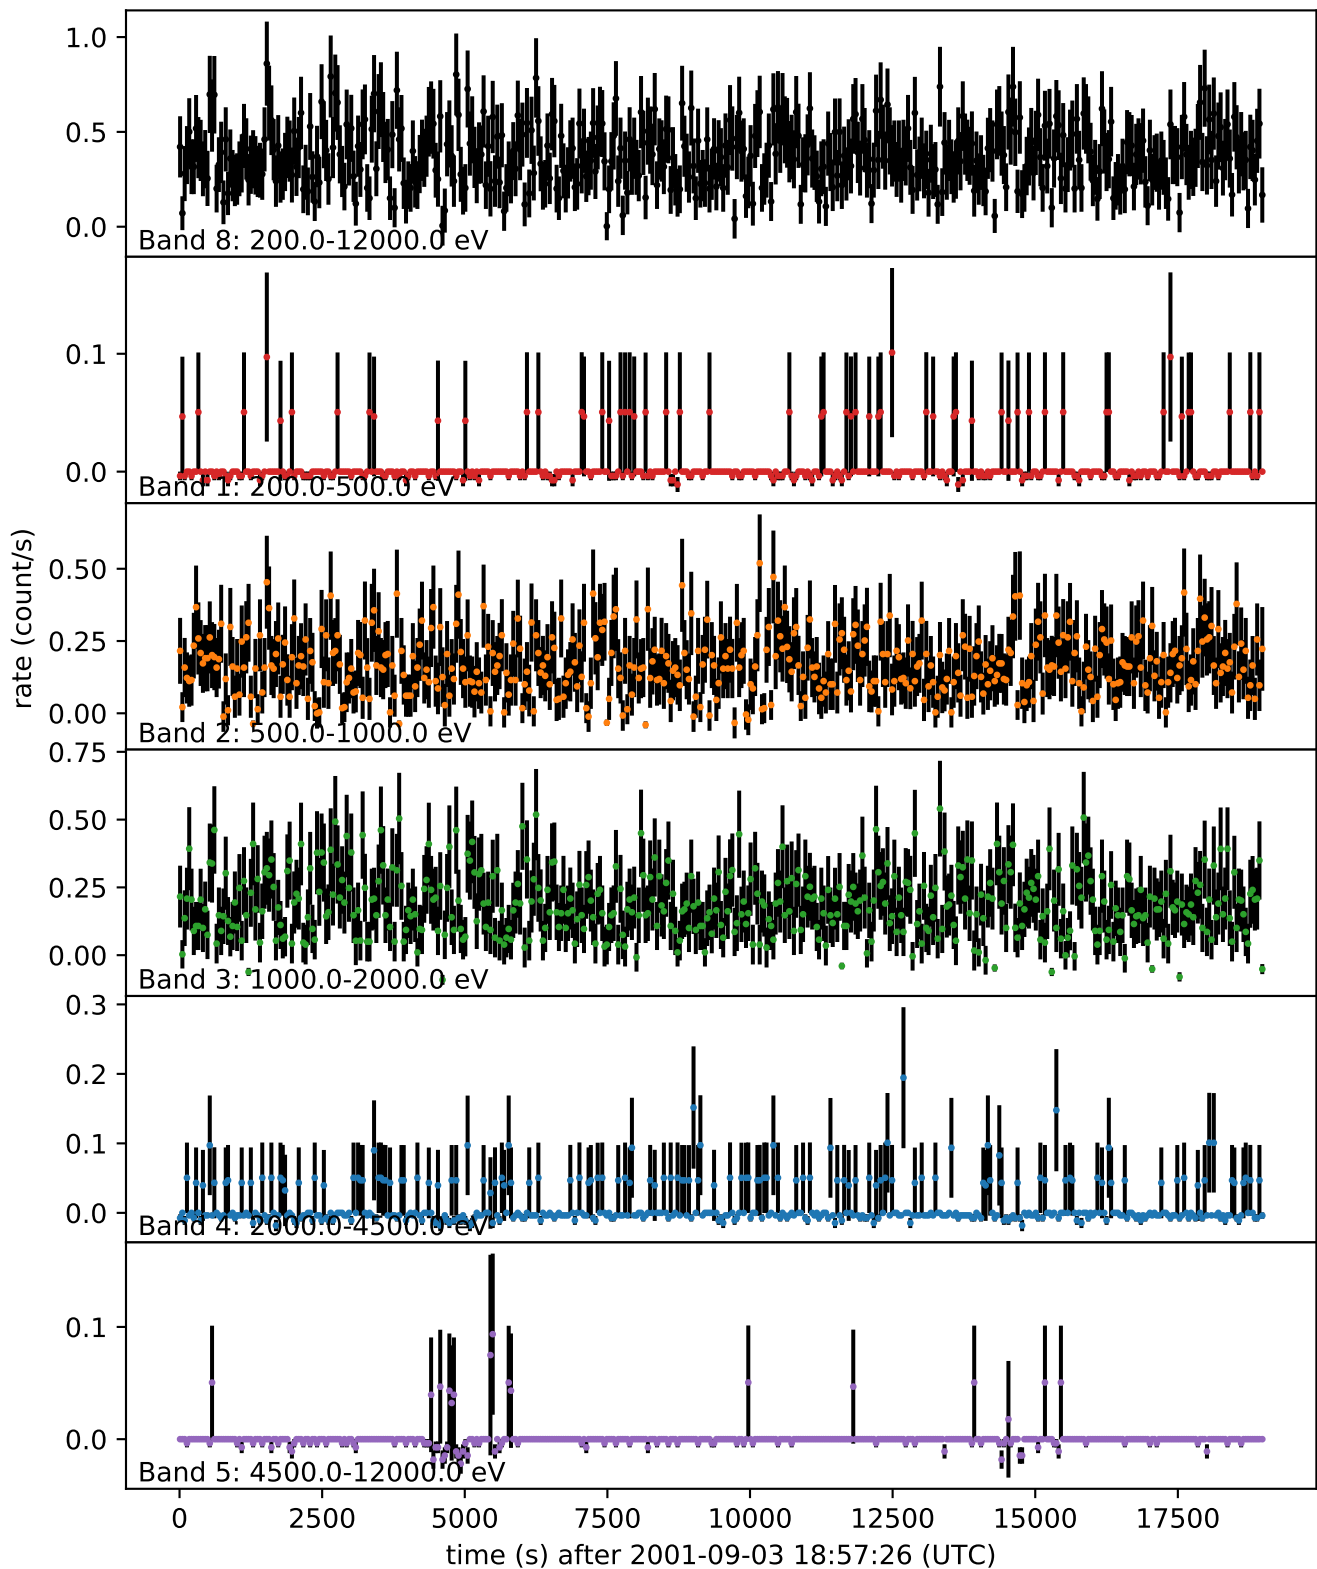 1.0
0.5
0.0
Band 8: 200.0-12000.0 eV
0.1
0.0
Band 1: 200.0-500.0 eV
rate (count/s)
0.50
0.25
0.00
Band 2: 500.0-1000.0 eV
0.75
0.50
0.25
0.00
Band 3: 1000.0-2000.0 eV
0.3
0.2
0.1
0.0
Band 4: 2000.0-4500.0 eV
0.1
0.0
Band 5: 4500.0-12000.0 eV
0 2500 5000 7500 10000 12500 15000 17500
time (s) after 2001-09-03 18:57:26 (UTC)